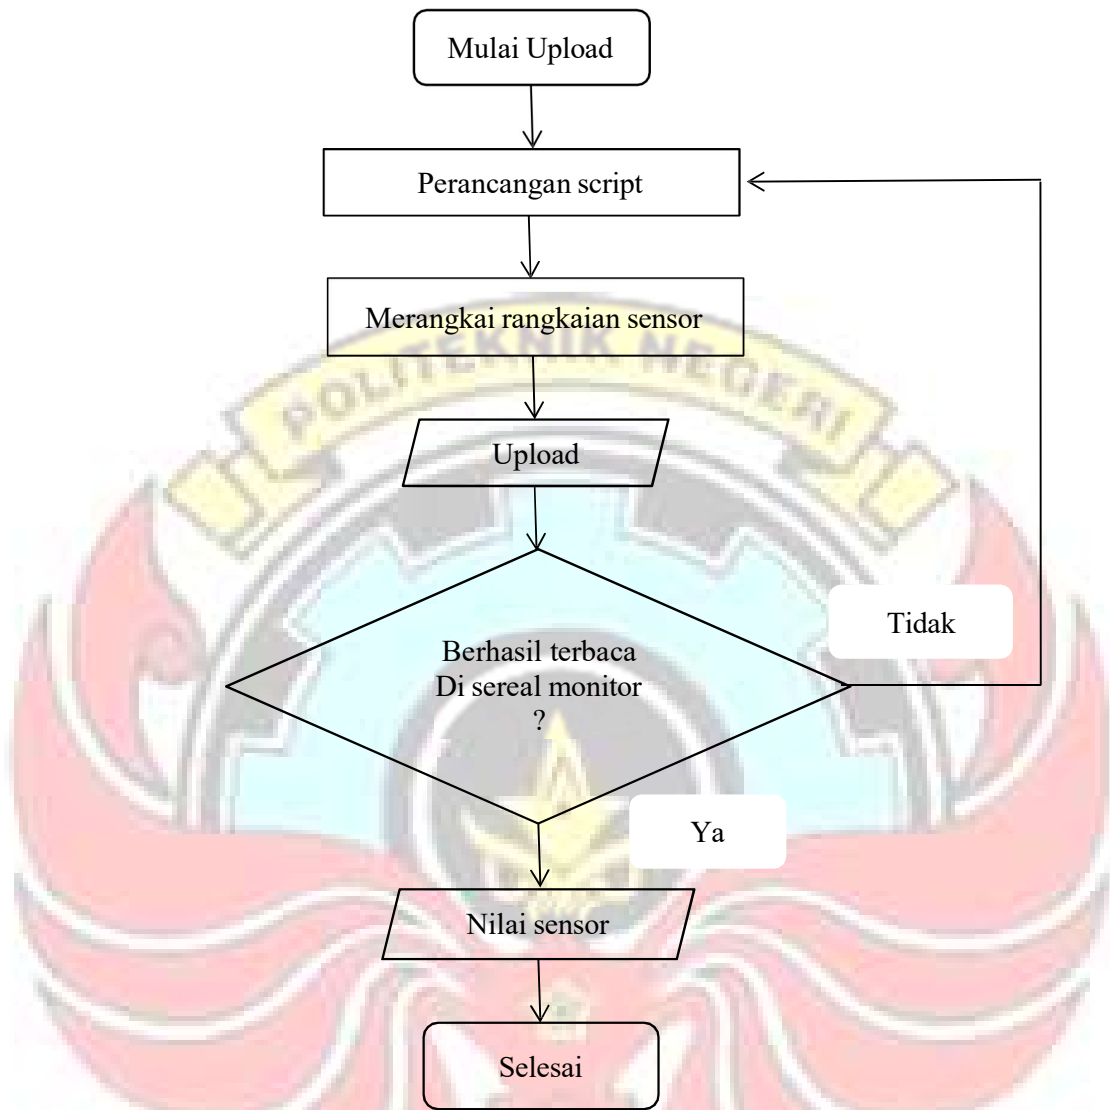 Mulai Upload
Perancangan script
Merangkai rangkaian sensor
POLITEKNIK NEGERI
Upload
Tidak
Berhasil terbaca
Di sereal monitor
?
Ya
Nilai sensor
Selesai